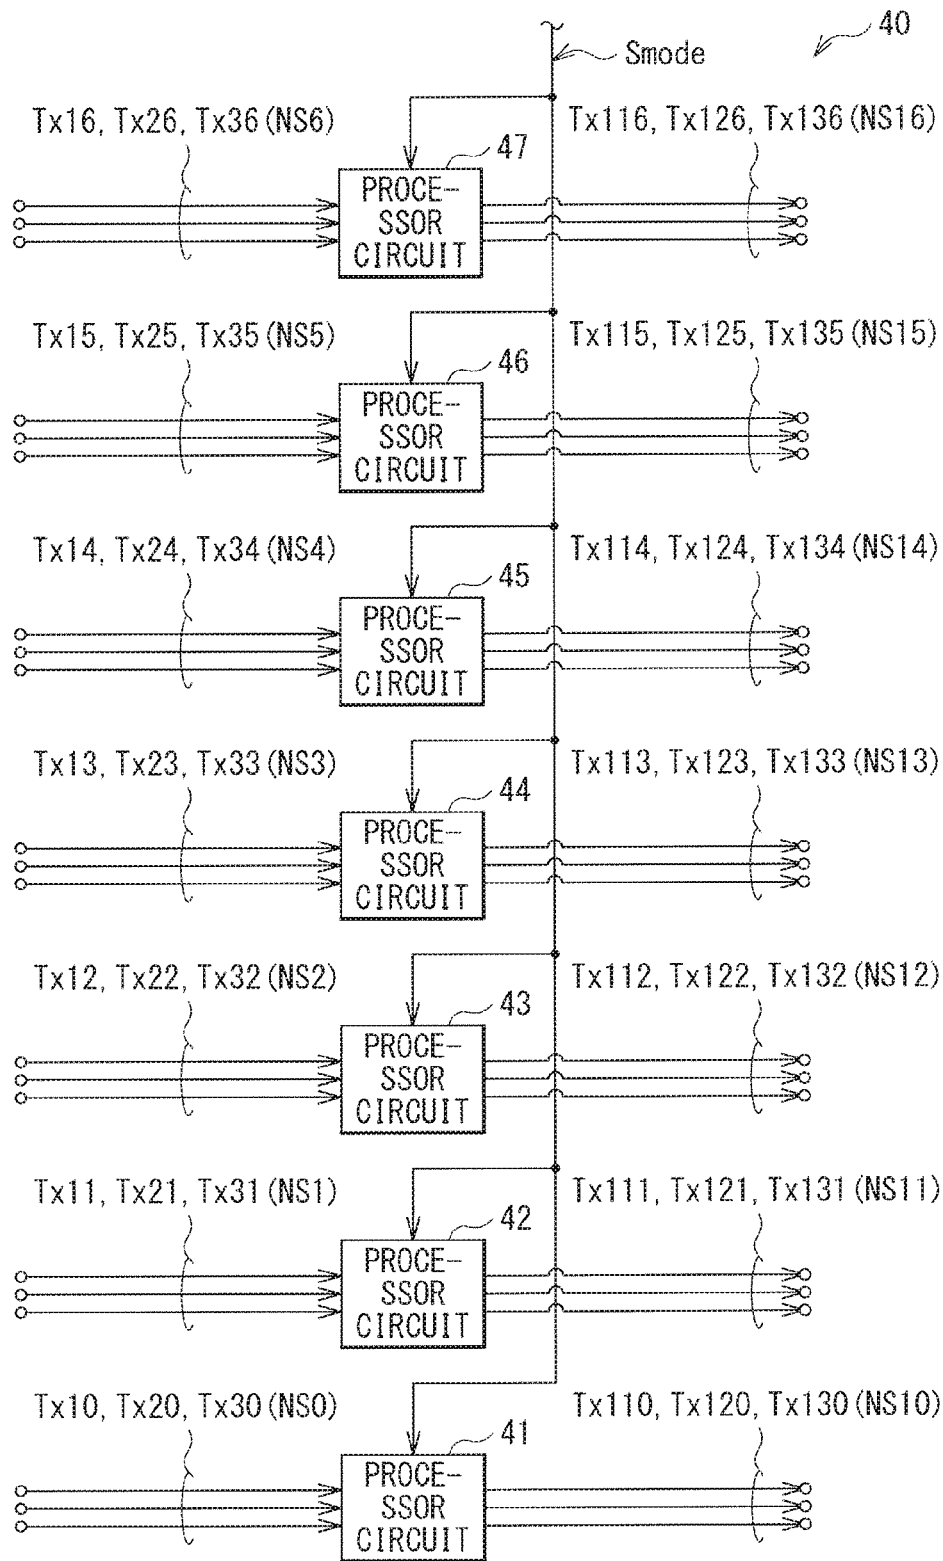 40
Smode
Tx16, Tx26, Tx36 (NS6)
Tx116, Tx126, Tx136 (NS16)
47
PROCE-
SSOR
CIRCUIT
Tx15, Tx25, Tx35 (NS5)
Tx115, Tx125, Tx135 (NS15)
46
PROCE-
SSOR
CIRCUIT
Tx14, Tx24, Tx34 (NS4)
Tx114, Tx124, Tx134 (NS14)
45
PROCE-
SSOR
CIRCUIT
Tx13, Tx23, Tx33 (NS3)
Tx113, Tx123, Tx133 (NS13)
44
PROCE-
SSOR
CIRCUIT
Tx12, Tx22, Tx32 (NS2)
Tx112, Tx122, Tx132 (NS12)
43
PROCE-
SSOR
CIRCUIT
Tx11, Tx21, Tx31 (NS1)
Tx111, Tx121, Tx131 (NS11)
42
PROCE-
SSOR
CIRCUIT
Tx10, Tx20, Tx30 (NS0)
Tx110, Tx120, Tx130 (NS10)
41
PROCE-
SSOR
CIRCUIT